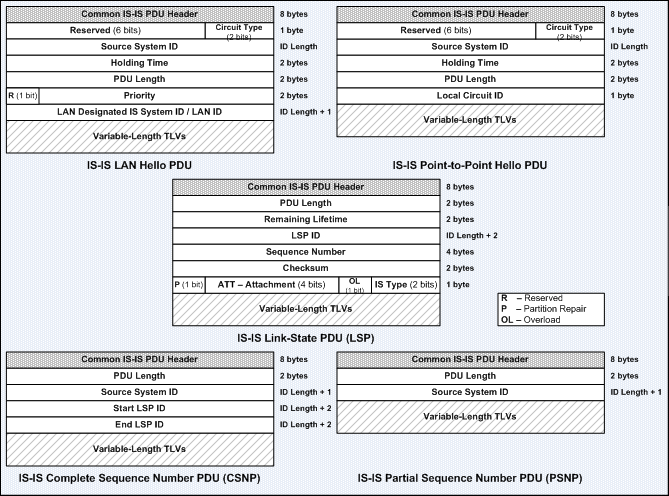 Common IS-IS PDU Header 8 bytes
Reserved (6 bits) Circuit Type (2 bits) 1 byte
Source System ID ID Length
Holding Time 2 bytes
PDU Length 2 bytes
R (1 bit) Priority 2 bytes
LAN Designated IS System ID / LAN ID ID Length + 1
Variable-Length TLVs
IS-IS LAN Hello PDU
Common IS-IS PDU Header 8 bytes
Reserved (6 bits) Circuit Type (2 bits) 1 byte
Source System ID ID Length
Holding Time 2 bytes
PDU Length 2 bytes
Local Circuit ID 1 byte
Variable-Length TLVs
IS-IS Point-to-Point Hello PDU
Common IS-IS PDU Header 8 bytes
PDU Length 2 bytes
Remaining Lifetime 2 bytes
LSP ID ID Length + 2
Sequence Number 4 bytes
Checksum 2 bytes
P (1 bit) ATT – Attachment (4 bits) OL (1 bit) IS Type (2 bits) 1 byte
Variable-Length TLVs
IS-IS Link-State PDU (LSP)
R – Reserved
P – Partition Repair
OL – Overload
Common IS-IS PDU Header 8 bytes
PDU Length 2 bytes
Source System ID ID Length + 1
Start LSP ID ID Length + 2
End LSP ID ID Length + 2
Variable-Length TLVs
IS-IS Complete Sequence Number PDU (CSNP)
Common IS-IS PDU Header 8 bytes
PDU Length 2 bytes
Source System ID ID Length + 1
Variable-Length TLVs
IS-IS Partial Sequence Number PDU (PSNP)